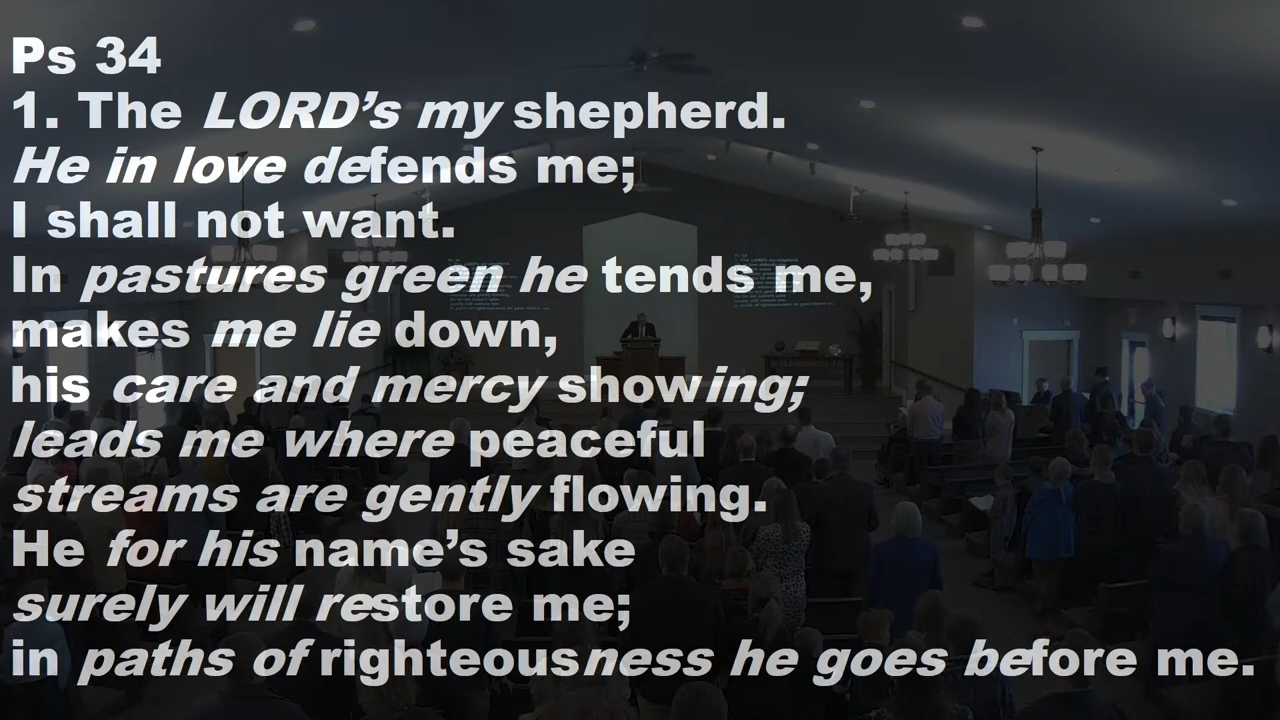 Ps 34
1. The LORD’s my shepherd.
He in love defends me;
I shall not want.
In pastures green he tends me,
makes me lie down,
his care and mercy showing;
leads me where peaceful
streams are gently flowing.
He for his name’s sake
surely will restore me;
in paths of righteousness he goes before me.